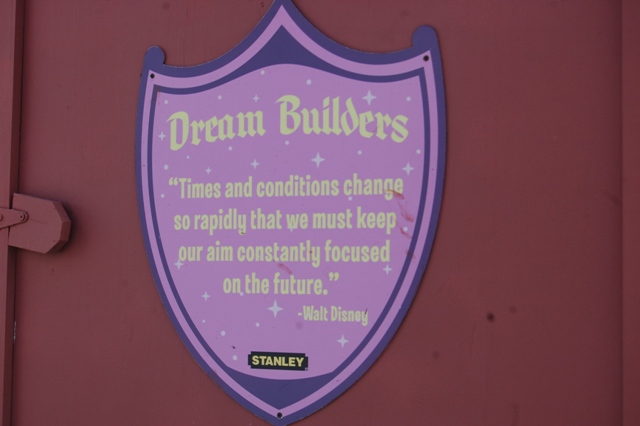 Dream Builders
“Times and conditions change
so rapidly that we must keep
our aim constantly focused
on the future.”
-Walt Disney
STANLEY